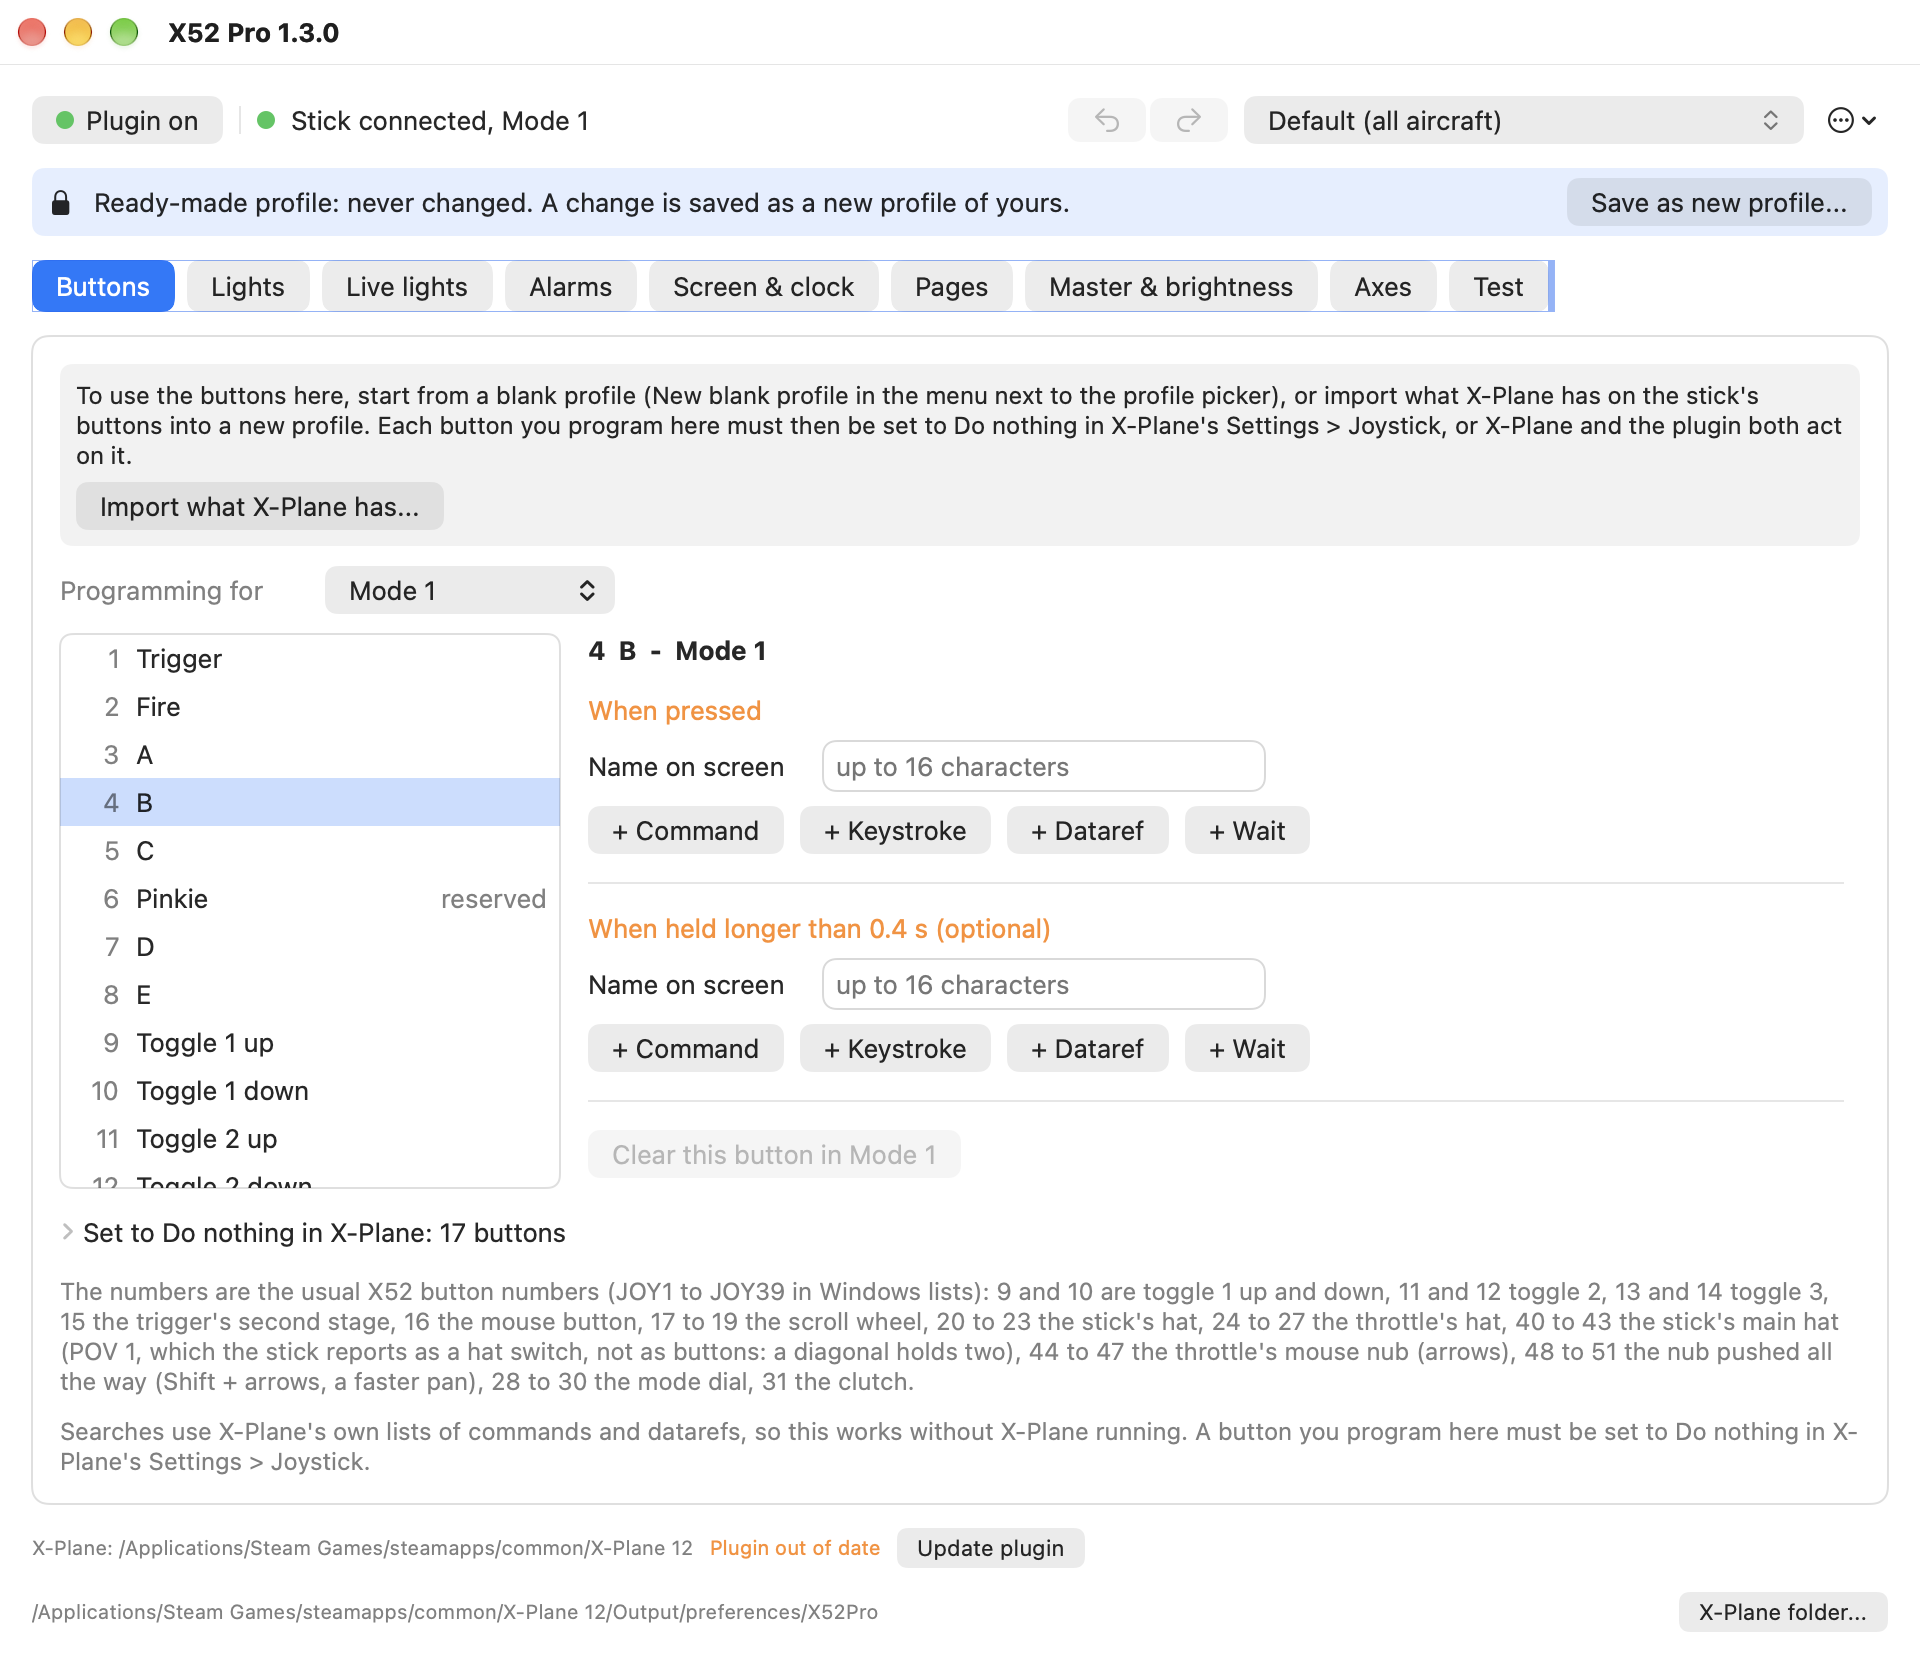 X52 Pro 1.3.0
Plugin on
Stick connected, Mode 1
Default (all aircraft)
Ready-made profile: never changed. A change is saved as a new profile of yours.
Save as new profile...
Buttons
Lights
Live lights
Alarms
Screen & clock
Pages
Master & brightness
Axes
Test
To use the buttons here, start from a blank profile (New blank profile in the menu next to the profile picker), or import what X-Plane has on the stick's
buttons into a new profile. Each button you program here must then be set to Do nothing in X-Plane's Settings > Joystick, or X-Plane and the plugin both act
on it.
Import what X-Plane has...
Programming for
Mode 1
1 Trigger
2 Fire
3 A
4 B
5 C
6 Pinkie reserved
7 D
8 E
9 Toggle 1 up
10 Toggle 1 down
11 Toggle 2 up
12 Toggle 2 down
4 B - Mode 1
When pressed
Name on screen
up to 16 characters
+ Command
+ Keystroke
+ Dataref
+ Wait
When held longer than 0.4 s (optional)
Name on screen
up to 16 characters
+ Command
+ Keystroke
+ Dataref
+ Wait
Clear this button in Mode 1
Set to Do nothing in X-Plane: 17 buttons
The numbers are the usual X52 button numbers (JOY1 to JOY39 in Windows lists): 9 and 10 are toggle 1 up and down, 11 and 12 toggle 2, 13 and 14 toggle 3,
15 the trigger's second stage, 16 the mouse button, 17 to 19 the scroll wheel, 20 to 23 the stick's hat, 24 to 27 the throttle's hat, 40 to 43 the stick's main hat
(POV 1, which the stick reports as a hat switch, not as buttons: a diagonal holds two), 44 to 47 the throttle's mouse nub (arrows), 48 to 51 the nub pushed all
the way (Shift + arrows, a faster pan), 28 to 30 the mode dial, 31 the clutch.
Searches use X-Plane's own lists of commands and datarefs, so this works without X-Plane running. A button you program here must be set to Do nothing in X-
Plane's Settings > Joystick.
X-Plane: /Applications/Steam Games/steamapps/common/X-Plane 12
Plugin out of date
Update plugin
/Applications/Steam Games/steamapps/common/X-Plane 12/Output/preferences/X52Pro
X-Plane folder...